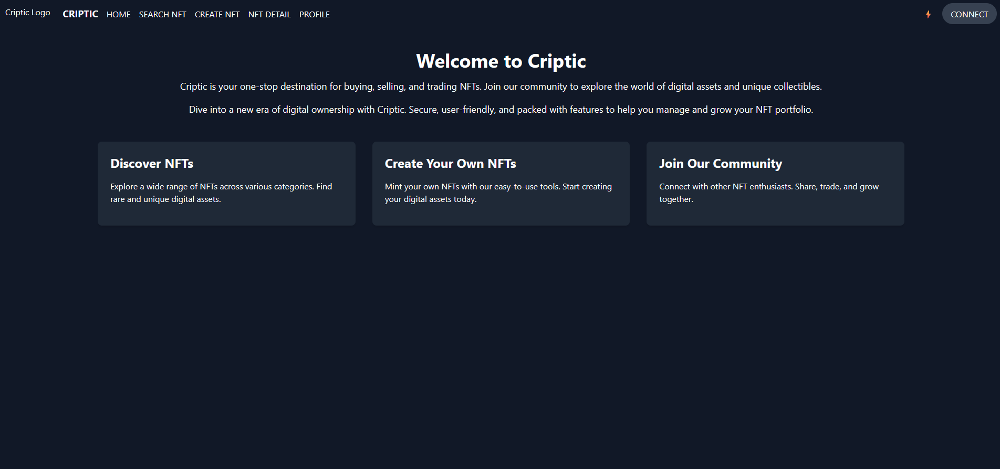 Criptic Logo
CRIPTIC HOME SEARCH NFT CREATE NFT NFT DETAIL PROFILE CONNECT
Welcome to Criptic
Criptic is your one-stop destination for buying, selling, and trading NFTs. Join our community to explore the world of digital assets and unique collectibles.
Dive into a new era of digital ownership with Criptic. Secure, user-friendly, and packed with features to help you manage and grow your NFT portfolio.
Discover NFTs
Explore a wide range of NFTs across various categories. Find
rare and unique digital assets.
Create Your Own NFTs
Mint your own NFTs with our easy-to-use tools. Start creating
your digital assets today.
Join Our Community
Connect with other NFT enthusiasts. Share, trade, and grow
together.